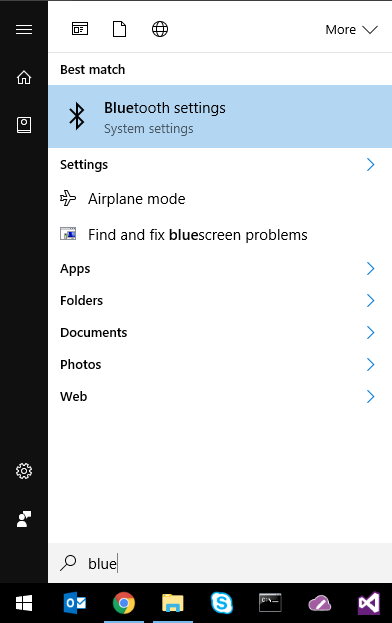 More
Best match
Bluetooth settings
System settings
Settings
Airplane mode
Find and fix bluescreen problems
Apps
Folders
Documents
Photos
Web
blue